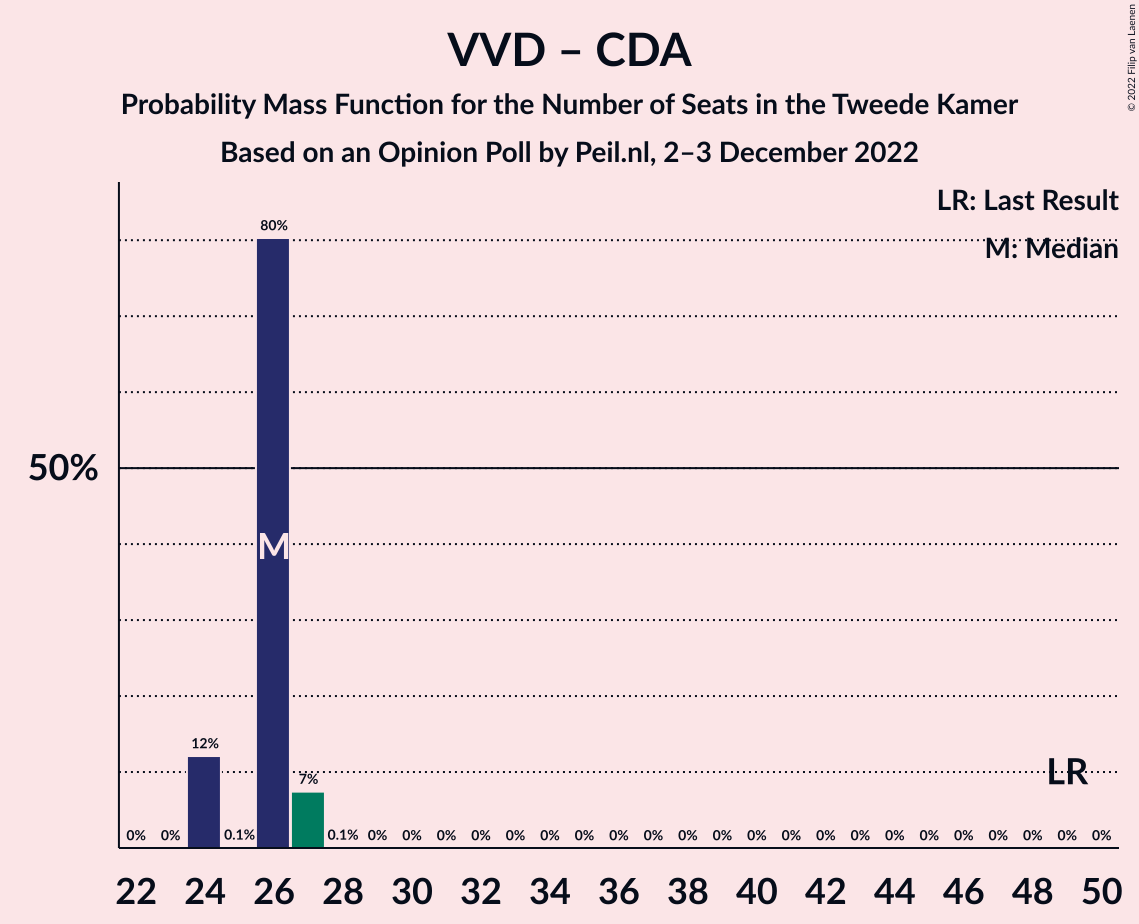 VVD – CDA
Probability Mass Function for the Number of Seats in the Tweede Kamer
Based on an Opinion Poll by Peil.nl, 2–3 December 2022
© 2022 Filip van Laenen
LR: Last Result
M: Median
80%
50%
M
12%
7%
LR
0% 0% 0.1% 0.1% 0% 0% 0% 0% 0% 0% 0% 0% 0% 0% 0% 0% 0% 0% 0% 0% 0% 0% 0% 0% 0% 0%
22 24 26 28 30 32 34 36 38 40 42 44 46 48 50